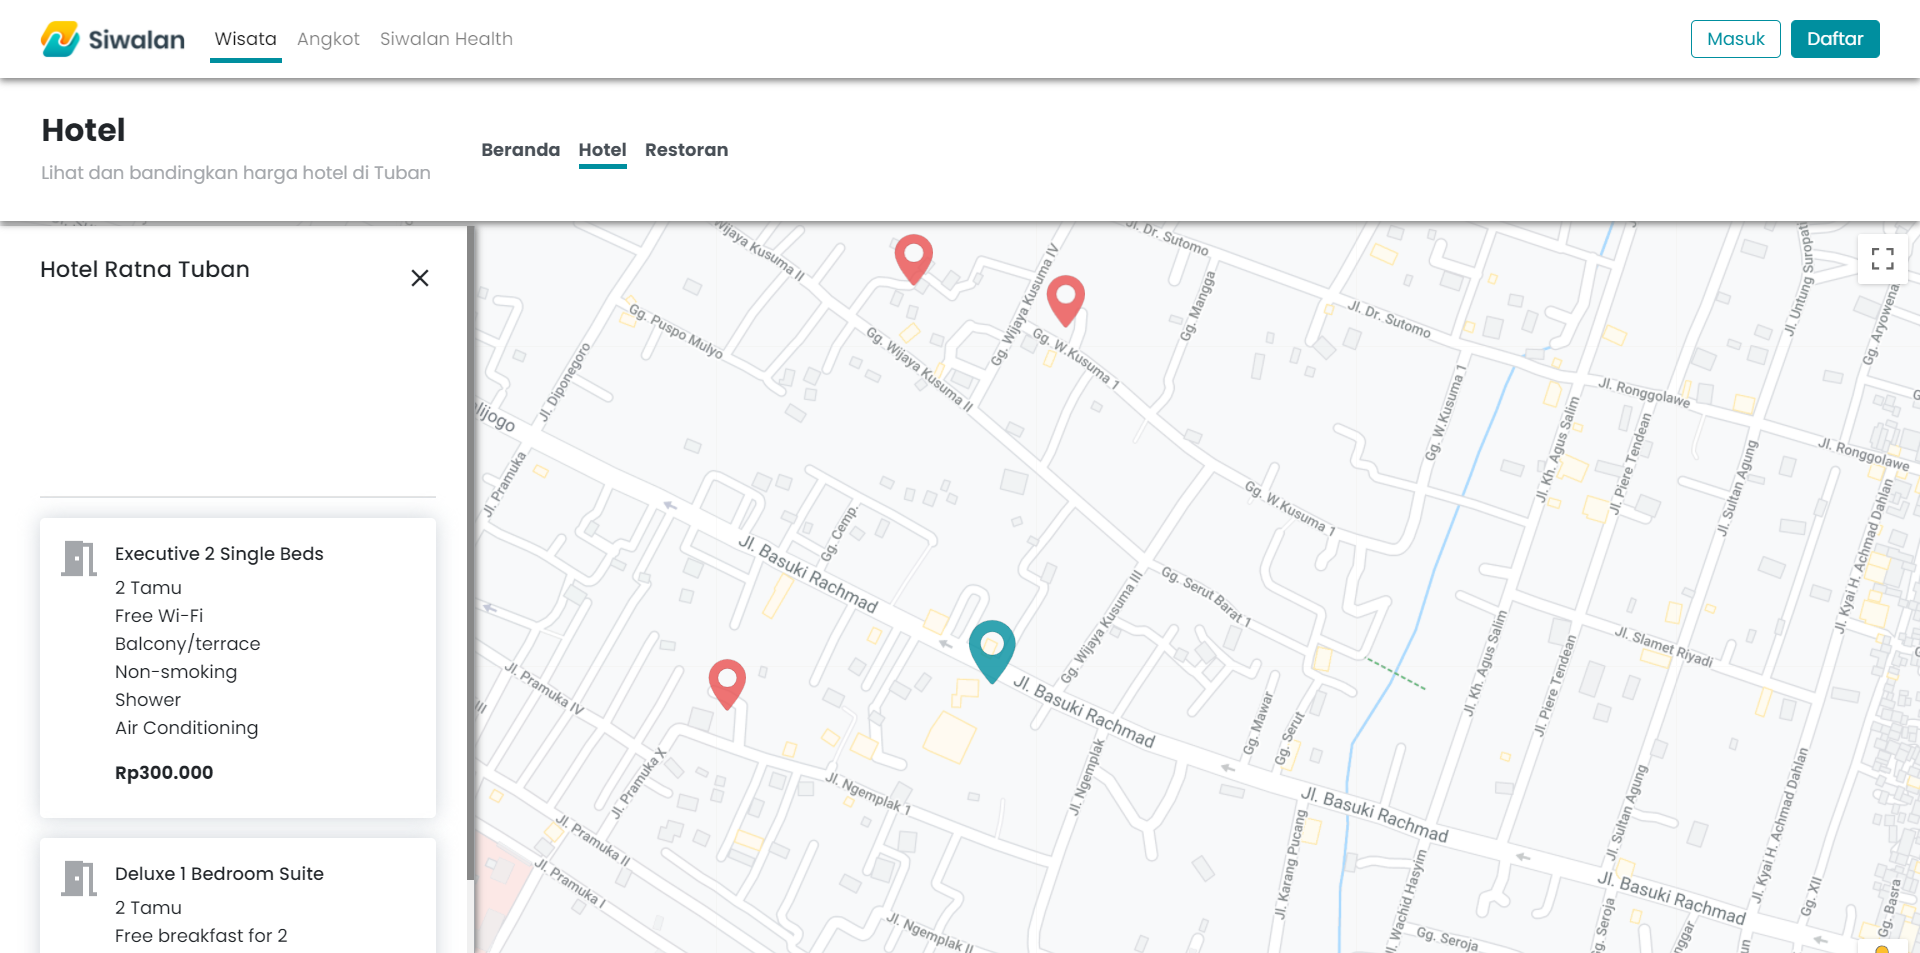 Siwalan
Wisata
Angkot
Siwalan Health
Masuk
Daftar
Hotel
Lihat dan bandingkan harga hotel di Tuban
Beranda
Hotel
Restoran
Hotel Ratna Tuban
Executive 2 Single Beds
2 Tamu
Free Wi-Fi
Balcony/terrace
Non-smoking
Shower
Air Conditioning
Rp300.000
Deluxe 1 Bedroom Suite
2 Tamu
Free breakfast for 2
Wijaya Kusuma II
Gg. Wijaya Kusuma IV
Jl. Dr. Sutomo
Gg. Mangga
Jl. Dr. Sutomo
Jl. Untung Suropati
Gg. Aryowena
Gg. Puspo Mulyo
Gg. Wijaya Kusuma II
Gg. W.Kusuma 1
Jl. Diponegoro
lijogo
Gg. W.Kusuma 1
Jl. Kh. Agus Salim
Jl. Ronggolawe
Jl. Piere Tendean
Jl. Sultan Agung
Jl. Ronggolawe
Jl. Pramuka
Gg. Cemp.
Gg. W.Kusuma 1
Jl. Kyai H. Achmad Dahlan
Jl. Basuki Rachmad
Gg. Wijaya Kusuma III
Gg. Serut Barat 1
Jl. Kh. Agus Salim
Jl. Piere Tendean
Jl. Slamet Riyadi
Jl. Pramuka IV
III
Jl. Basuki Rachmad
Gg. Mawar
Gg. Serut
Jl. Pramuka X
Jl. Ngemplak 1
Jl. Ngemplak
Jl. Basuki Rachmad
Jl. Sultan Agung
Jl. Kyai H. Achmad Dahlan
Jl. Pramuka II
Jl. Pramuka I
Jl. Karang Pucang
Jl. Wachid Hasyim
Jl. Basuki Rachmad
Gg. XII
Gg. Basra
Jl. Ngemplak II
Gg. Seroja
Jl. Seroja
nggar
un